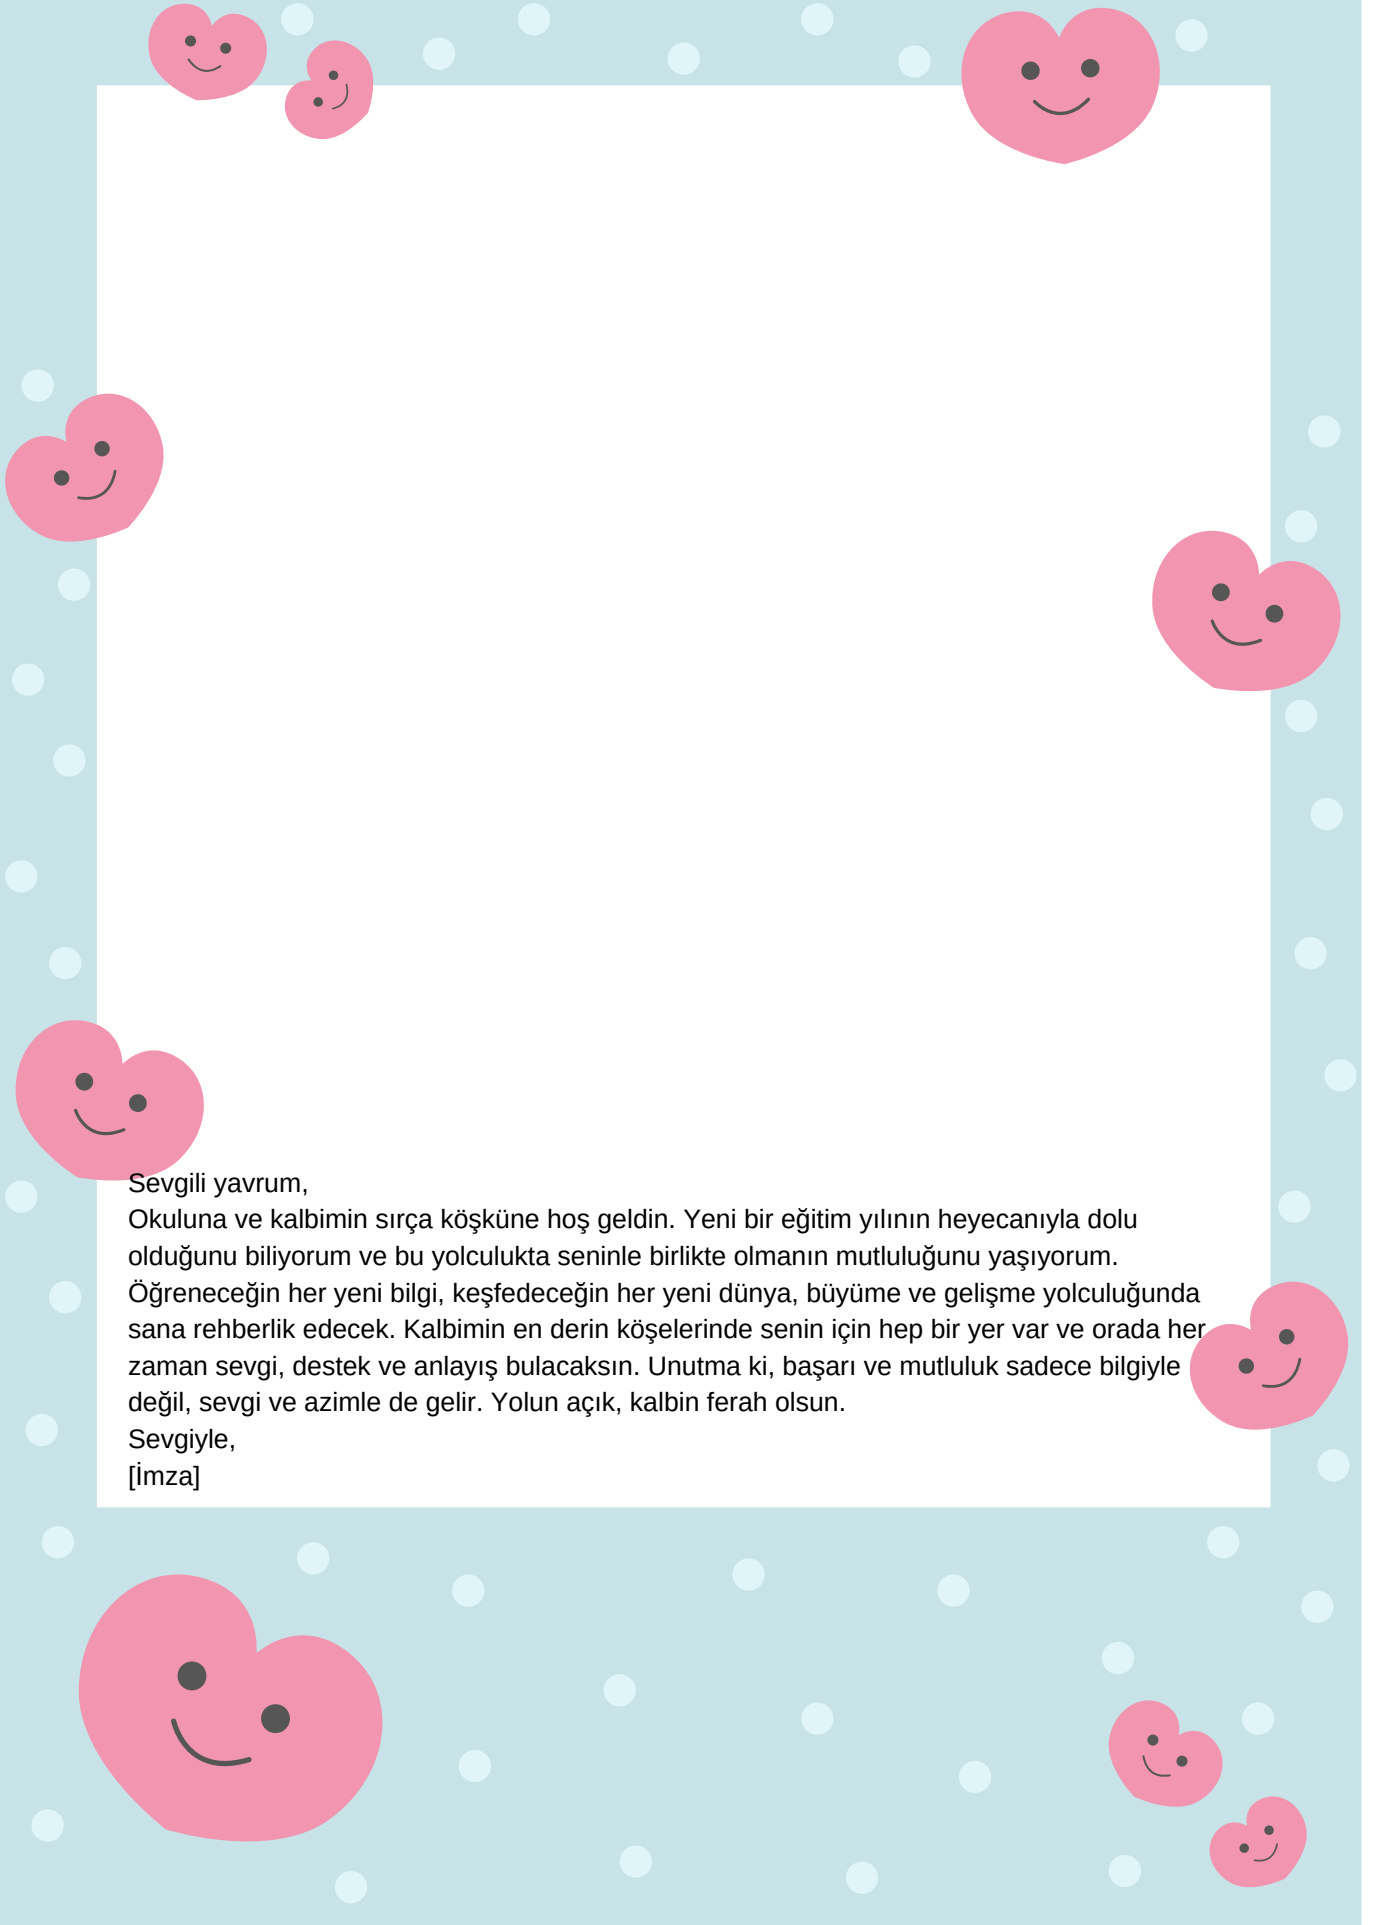 Sevgili yavrum,
Okuluna ve kalbimin sırça köşküne hoş geldin. Yeni bir eğitim yılının heyecanıyla dolu
olduğunu biliyorum ve bu yolculukta seninle birlikte olmanın mutluluğunu yaşıyorum.
Öğreneceğin her yeni bilgi, keşfedeceğin her yeni dünya, büyüme ve gelişme yolculuğunda
sana rehberlik edecek. Kalbimin en derin köşelerinde senin için hep bir yer var ve orada her
zaman sevgi, destek ve anlayış bulacaksın. Unutma ki, başarı ve mutluluk sadece bilgiyle
değil, sevgi ve azimle de gelir. Yolun açık, kalbin ferah olsun.
Sevgiyle,
[İmza]